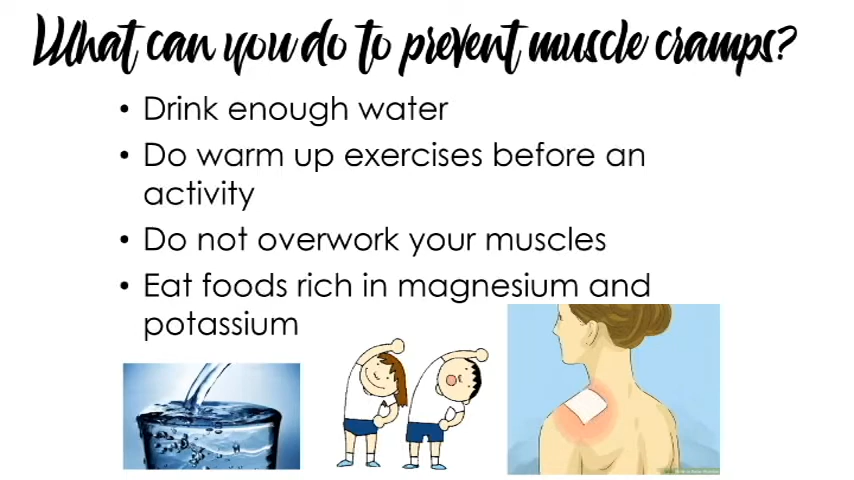 What can you do to prevent muscle cramps?
• Drink enough water
• Do warm up exercises before an
activity
• Do not overwork your muscles
• Eat foods rich in magnesium and
potassium